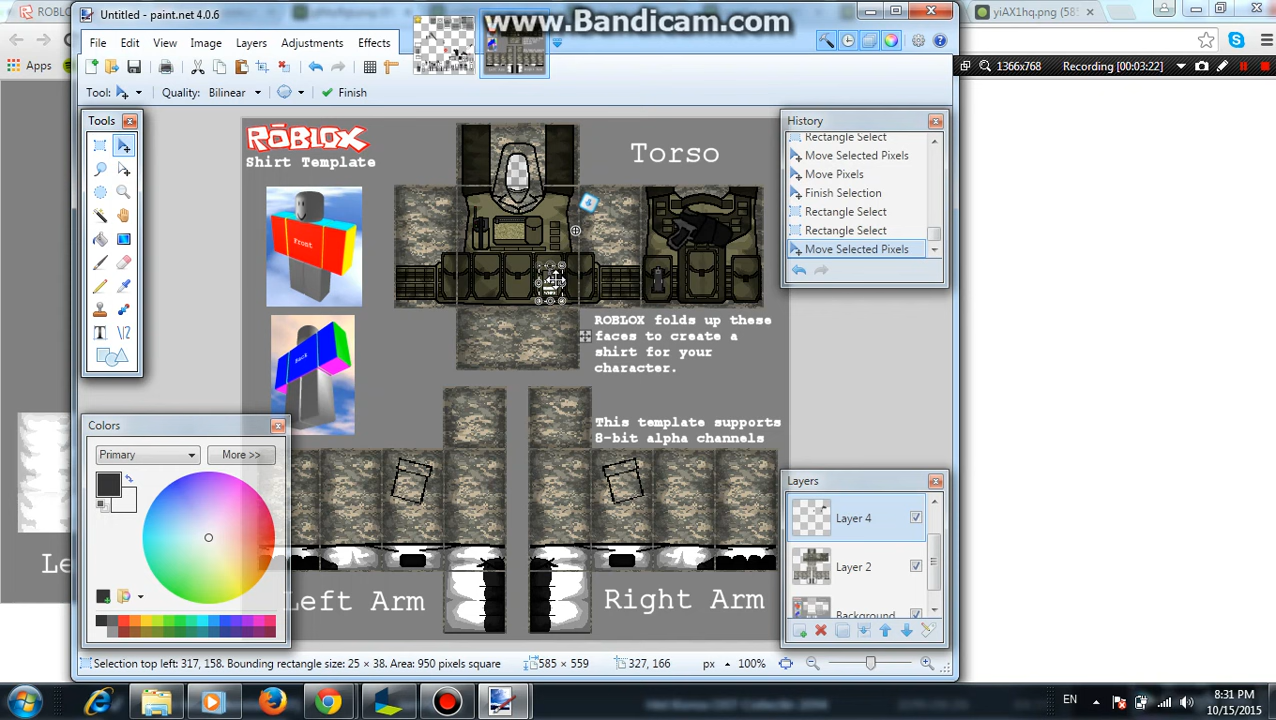 ROBL
yiAX1hq.png (585
Untitled - paint.net 4.0.6
www.Bandicam.com
File Edit View Image Layers Adjustments Effects
Apps
1366x768 Recording [00:03:22]
Tool: Quality: Bilinear Finish
Tools
History
Rectangle Select
Move Selected Pixels
Move Pixels
Finish Selection
Rectangle Select
Rectangle Select
Move Selected Pixels
ROBLOX
Shirt Template
Torso
Front
Back
ROBLOX folds up these
faces to create a
shirt for your
character.
This template supports
8-bit alpha channels
Colors
Primary
More >>
Layers
Layer 4
Layer 2
Background
Le
Left Arm
Right Arm
Selection top left: 317, 158. Bounding rectangle size: 25 × 38. Area: 950 pixels square
585 × 559
327, 166
px
100%
EN
8:31 PM
10/15/2015